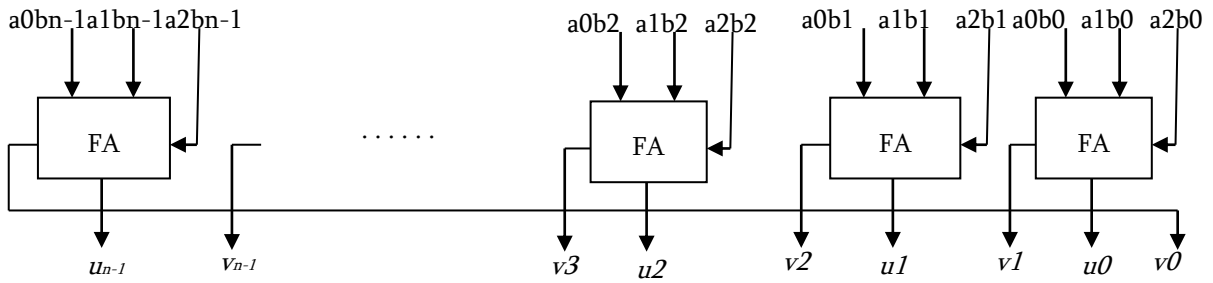 a0bn-1a1bn-1a2bn-1 a0b2 a1b2 a2b2 a0b1 a1b1 a2b1 a0b0 a1b0 a2b0
FA ...... FA FA FA
un-1 vn-1 v3 u2 v2 u1 v1 u0 v0